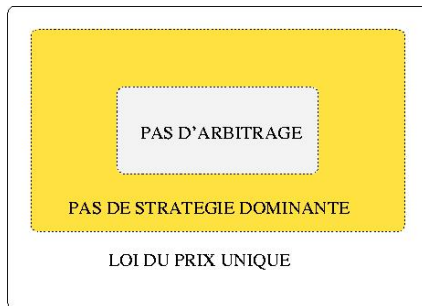 PAS D'ARBITRAGE
PAS DE STRATEGIE DOMINANTE
LOI DU PRIX UNIQUE